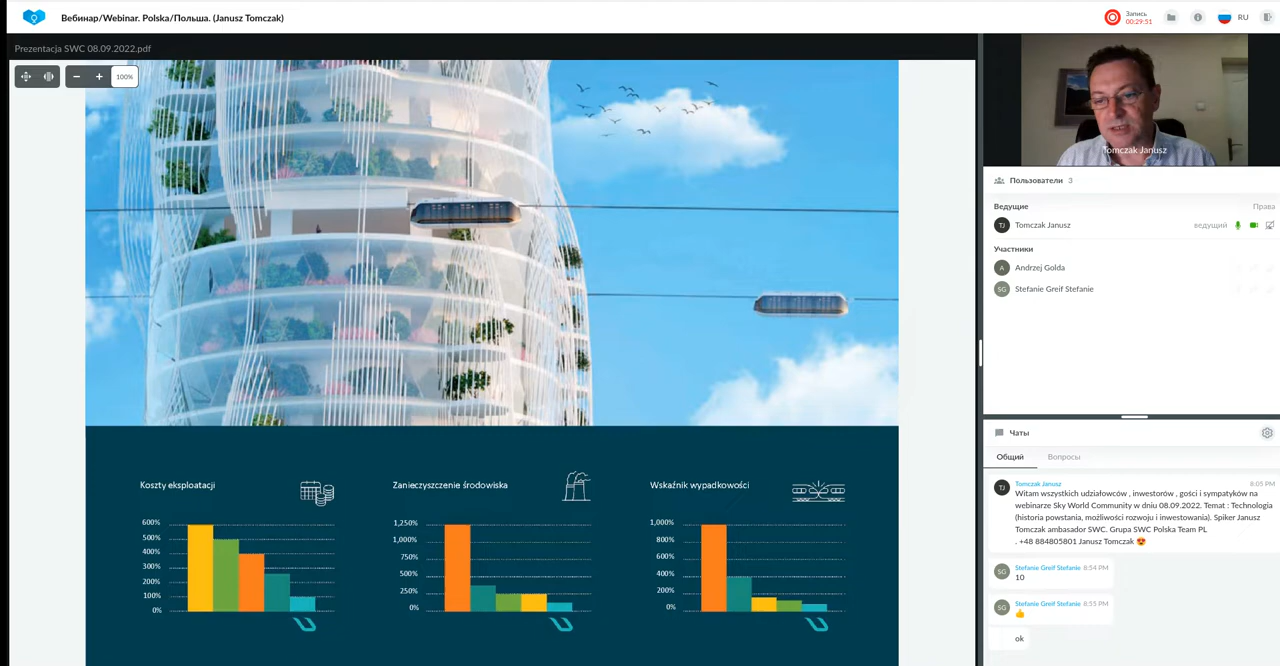 Вебинар/Webinar. Polska/Польша. (Janusz Tomczak)
Запись
00:29:51
RU
Prezentacja SWC 08.09.2022.pdf
100%
Tomczak Janusz
Пользователи 3
Ведущие
Права
TJ
Tomczak Janusz
ведущий
Участники
A
Andrzej Golda
SG
Stefanie Greif Stefanie
Чаты
Общий
Вопросы
TJ
Tomczak Janusz
8:05 PM
Witam wszystkich udziałowców , inwestorów , gości i sympatyków na
webinarze Sky World Community w dniu 08.09.2022. Temat : Technologia
(historia powstania, możliwości rozwoju i inwestowania). Spiker Janusz
Tomczak ambasador SWC. Grupa SWC Polska Team PL
. +48 884805801 Janusz Tomczak 😍
SG
Stefanie Greif Stefanie 8:54 PM
10
SG
Stefanie Greif Stefanie 8:55 PM
👍
ok
Koszty eksploatacji
600%
500%
400%
300%
200%
100%
0%
Zanieczyszczenie środowiska
1,250%
1,000%
750%
500%
250%
0%
Wskaźnik wypadkowości
1,000%
800%
600%
400%
200%
0%